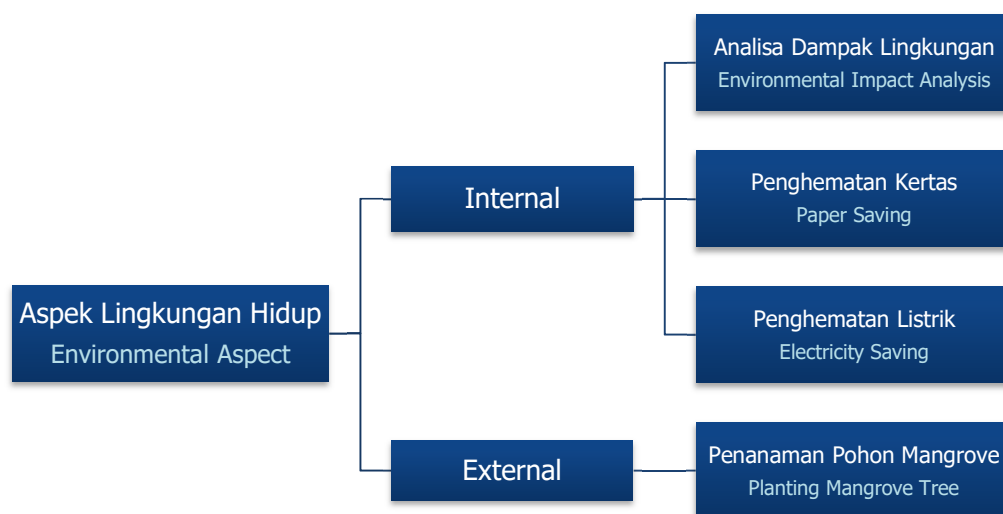 Analisa Dampak Lingkungan
Environmental Impact Analysis
Penghematan Kertas
Paper Saving
Internal
Penghematan Listrik
Electricity Saving
Aspek Lingkungan Hidup
Environmental Aspect
External
Penanaman Pohon Mangrove
Planting Mangrove Tree